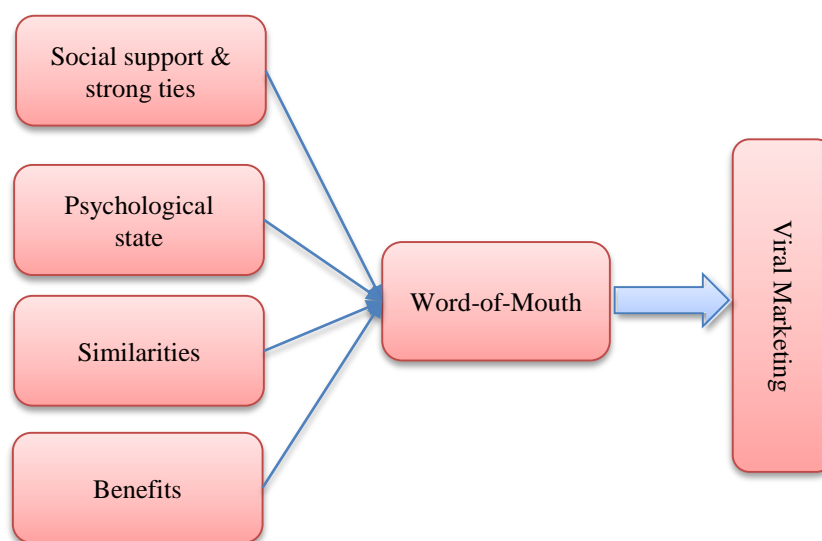 Social support &
strong ties
Psychological
state
Similarities
Benefits
Word-of-Mouth
Viral Marketing